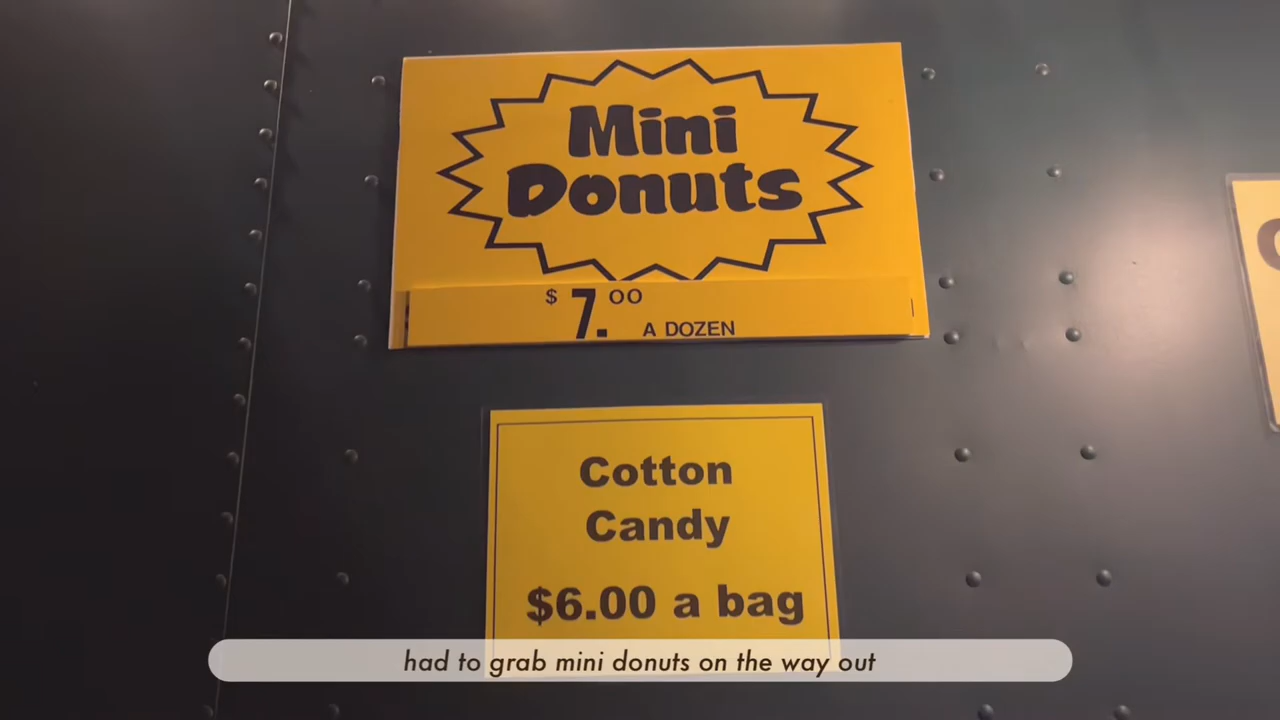 Mini
Donuts
$ 7.00 A DOZEN
Cotton
Candy
$6.00 a bag
had to grab mini donuts on the way out